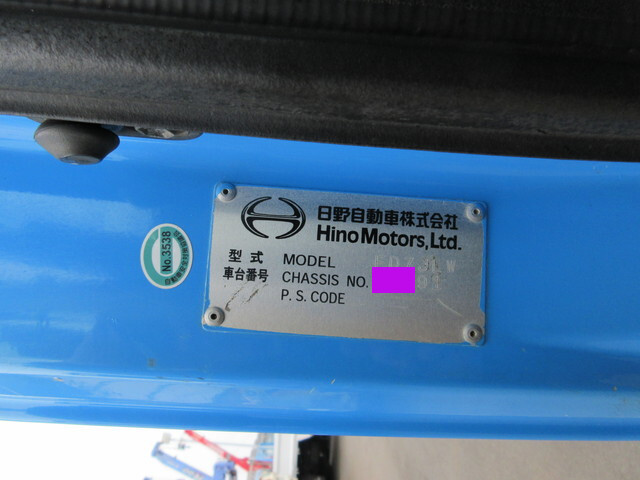 日野自動車株式会社
Hino Motors, Ltd.
型式 MODEL
車台番号 CHASSIS NO.
P. S. CODE
No.3538